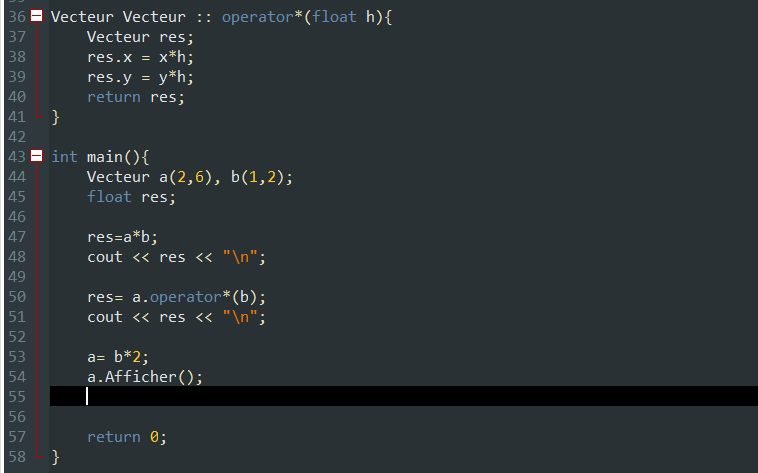 36 Vecteur Vecteur :: operator*(float h){
37     Vecteur res;
38     res.x = x*h;
39     res.y = y*h;
40     return res;
41 }
42
43 int main(){
44     Vecteur a(2,6), b(1,2);
45     float res;
46
47     res=a*b;
48     cout << res << "\n";
49
50     res= a.operator*(b);
51     cout << res << "\n";
52
53     a= b*2;
54     a.Afficher();
55
56
57     return 0;
58 }